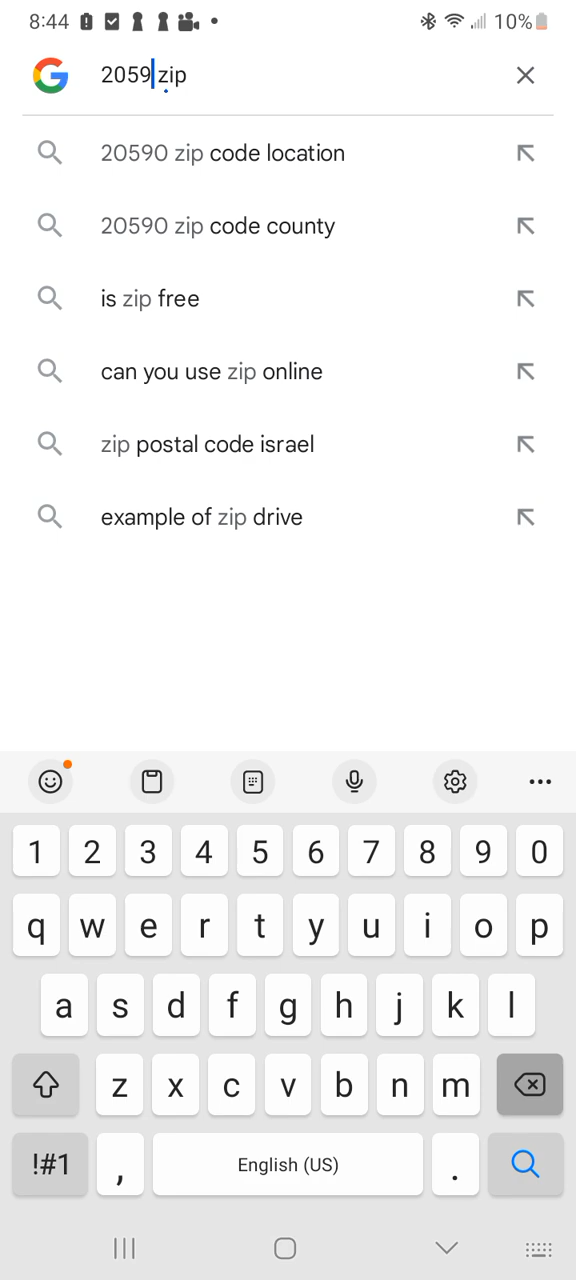 8:44 10%
2059 zip
20590 zip code location
20590 zip code county
is zip free
can you use zip online
zip postal code israel
example of zip drive
1 2 3 4 5 6 7 8 9 0
q w e r t y u i o p
a s d f g h j k l
z x c v b n m
!#1 , English (US) .